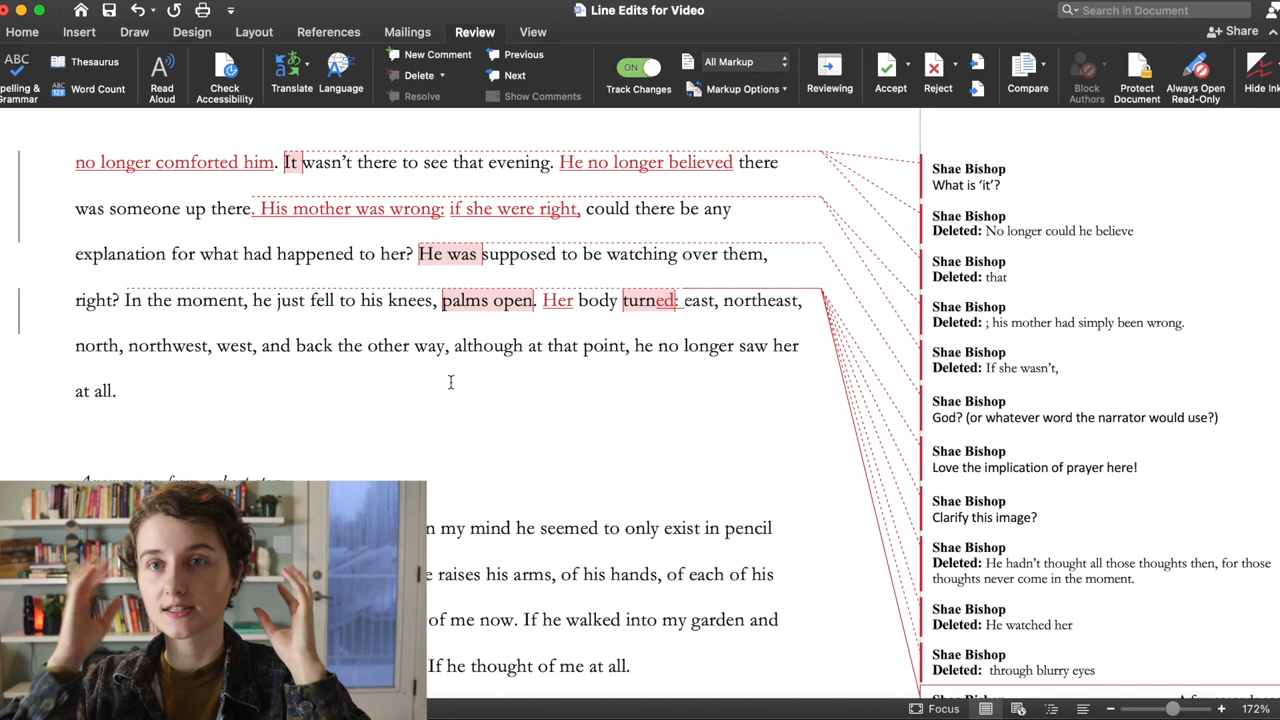 Line Edits for Video
Search in Document
Home Insert Draw Design Layout References Mailings Review View Share
ABC Thesaurus ABC 123 Word Count
Read Aloud
Check Accessibility
Translate Language
New Comment
Delete
Resolve
Previous
Next
Show Comments
ON
Track Changes
All Markup
Markup Options
Reviewing
Accept Reject
Compare
Block Authors
Protect Document
Always Open Read-Only
no longer comforted him. It wasn’t there to see that evening. He no longer believed there
was someone up there. His mother was wrong: if she were right, could there be any
explanation for what had happened to her? He was supposed to be watching over them,
right? In the moment, he just fell to his knees, palms open. Her body turned: east, northeast,
north, northwest, west, and back the other way, although at that point, he no longer saw her
at all.
n my mind he seemed to only exist in pencil
e raises his arms, of his hands, of each of his
of me now. If he walked into my garden and
If he thought of me at all.
Shae Bishop
What is ‘it’?
Shae Bishop
Deleted: No longer could he believe
Shae Bishop
Deleted: that
Shae Bishop
Deleted: ; his mother had simply been wrong.
Shae Bishop
Deleted: If she wasn’t,
Shae Bishop
God? (or whatever word the narrator would use?)
Shae Bishop
Love the implication of prayer here!
Shae Bishop
Clarify this image?
Shae Bishop
Deleted: He hadn’t thought all those thoughts then, for those
thoughts never come in the moment.
Shae Bishop
Deleted: He watched her
Shae Bishop
Deleted: through blurry eyes
Focus
172%